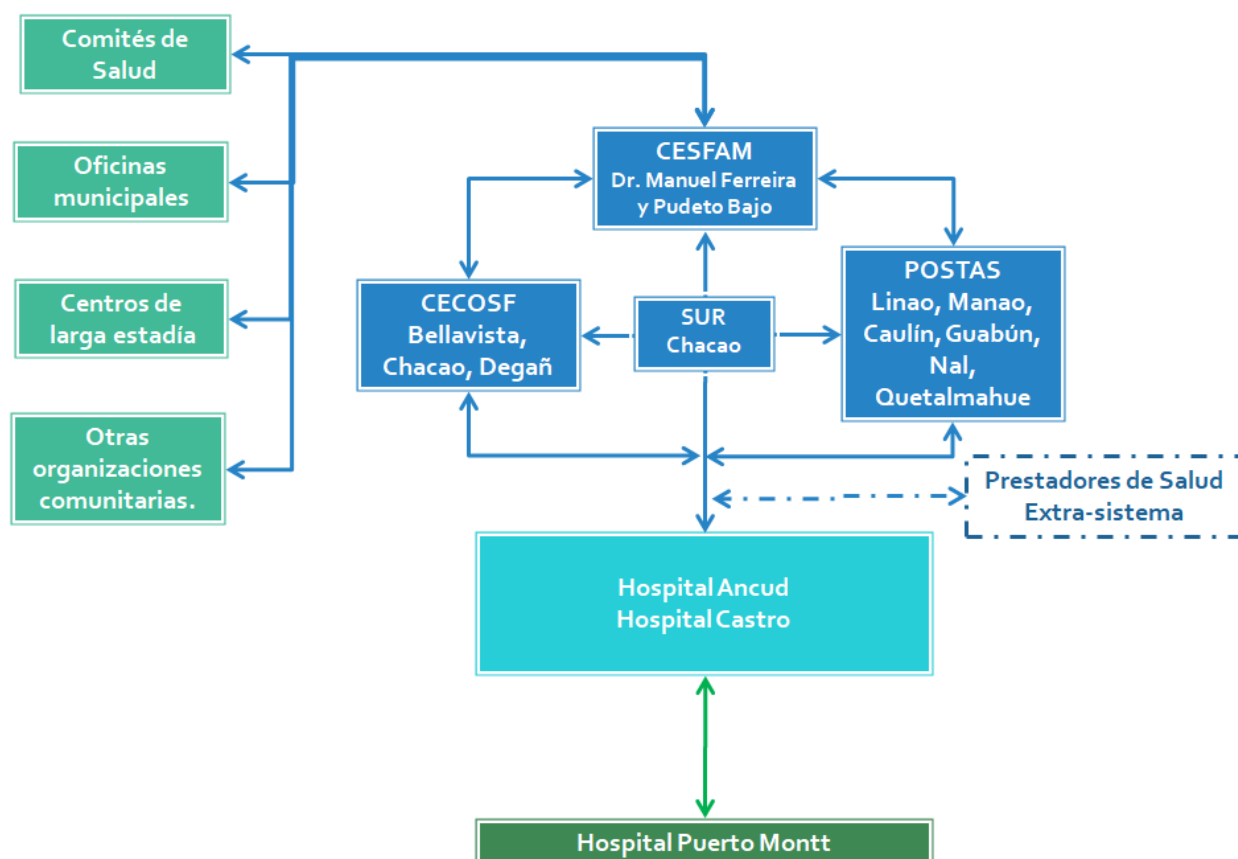 Comités de
Salud
Oficinas
municipales
Centros de
larga estadía
Otras
organizaciones
comunitarias.
CESFAM
Dr. Manuel Ferreira
y Pudeto Bajo
CECOSF
Bellavista,
Chacao, Degañ
SUR
Chacao
POSTAS
Linao, Manao,
Caulín, Guabún,
Nal,
Quetalmahue
Prestadores de Salud
Extra-sistema
Hospital Ancud
Hospital Castro
Hospital Puerto Montt